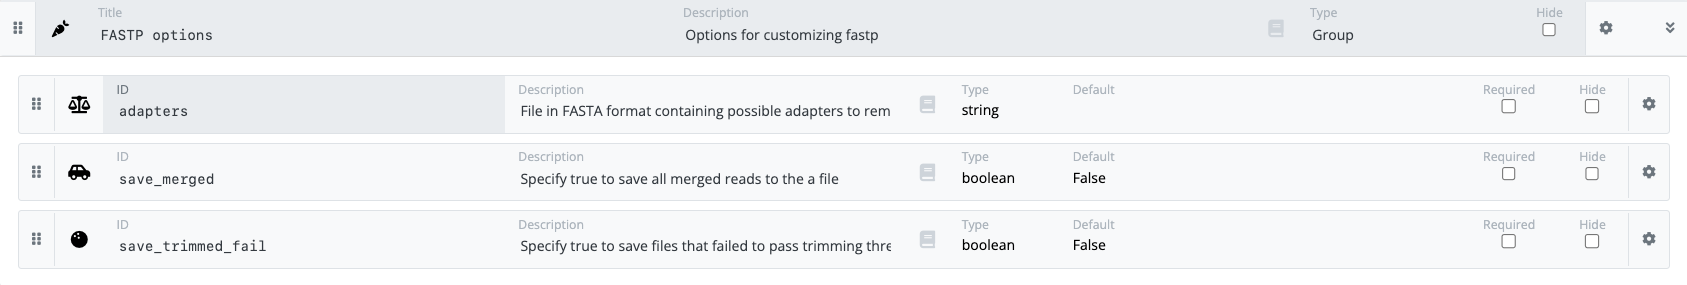 Title Description Type Hide
FASTP options Options for customizing fastp Group
ID Description Type Default Required Hide
adapters File in FASTA format containing possible adapters to rem string
ID Description Type Default Required Hide
save_merged Specify true to save all merged reads to the a file boolean False
ID Description Type Default Required Hide
save_trimmed_fail Specify true to save files that failed to pass trimming thre boolean False